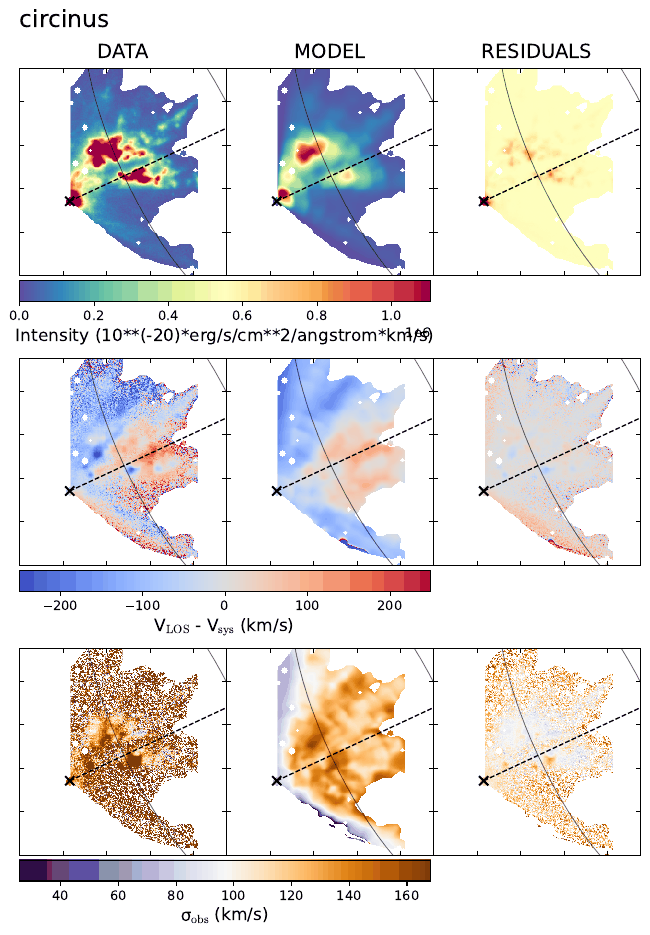 circinus
DATA MODEL RESIDUALS
0.0 0.2 0.4 0.6 0.8 1.0
Intensity (10**(-20)*erg/s/cm**2/angstrom*km/s)
−200 −100 0 100 200
V_LOS - V_sys (km/s)
40 60 80 100 120 140 160
σ_obs (km/s)